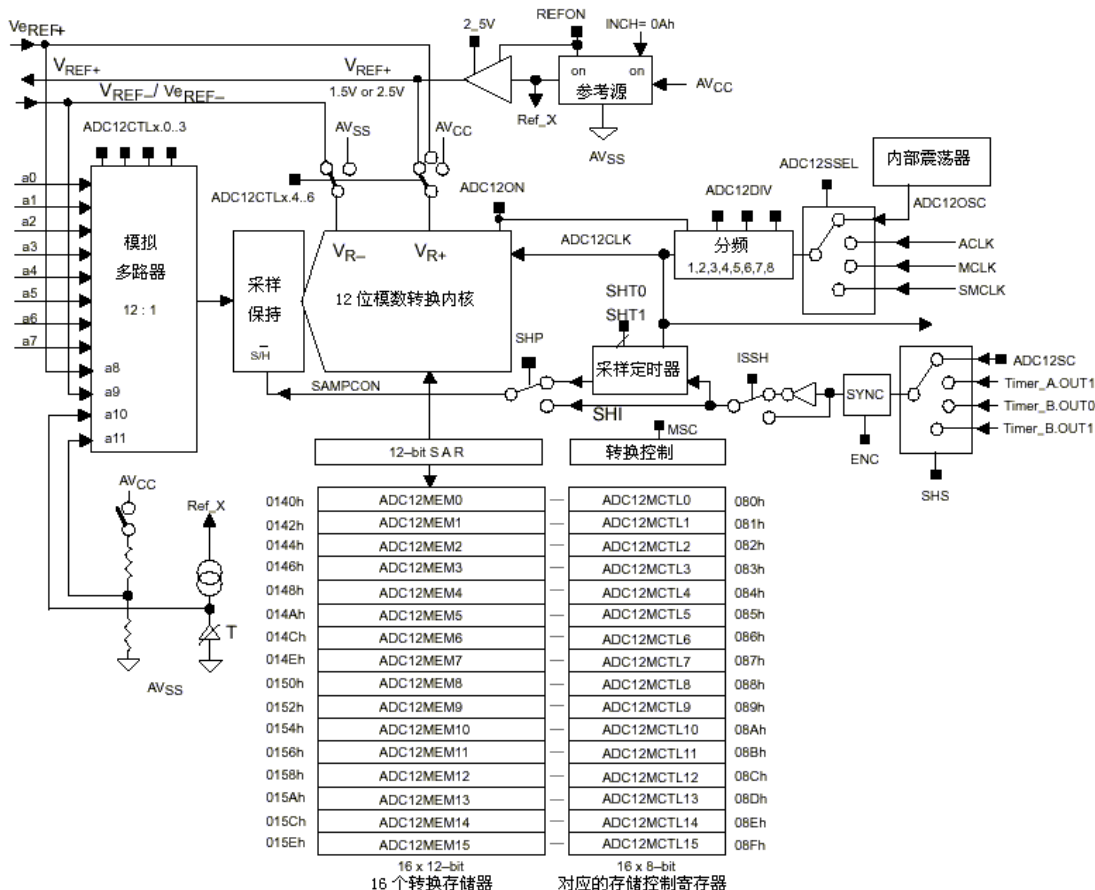 VeREF+
2_5V
REFON
INCH= 0Ah
VREF+
VREF+
1.5V or 2.5V
on
on
参考源
AVCC
VREF–/ VeREF–
Ref_X
AVSS
ADC12CTLx.0..3
AVSS
AVCC
内部震荡器
ADC12SSEL
ADC12OSC
ADC12CTLx.4..6
ADC12ON
ADC12DIV
a0
a1
a2
a3
a4
a5
a6
a7
a8
a9
a10
a11
模拟
多路器
12 : 1
采样
保持
S/H
VR–
VR+
12 位模数转换内核
ADC12CLK
分频
1,2,3,4,5,6,7,8
ACLK
MCLK
SMCLK
SHT0
SHT1
SHP
采样定时器
ISSH
SAMPCON
SHI
SYNC
ENC
ADC12SC
Timer_A.OUT1
Timer_B.OUT0
Timer_B.OUT1
SHS
MSC
12–bit S A R
转换控制
AVCC
Ref_X
T
AVSS
0140h ADC12MEM0 — ADC12MCTL0 080h
0142h ADC12MEM1 — ADC12MCTL1 081h
0144h ADC12MEM2 — ADC12MCTL2 082h
0146h ADC12MEM3 — ADC12MCTL3 083h
0148h ADC12MEM4 — ADC12MCTL4 084h
014Ah ADC12MEM5 — ADC12MCTL5 085h
014Ch ADC12MEM6 — ADC12MCTL6 086h
014Eh ADC12MEM7 — ADC12MCTL7 087h
0150h ADC12MEM8 — ADC12MCTL8 088h
0152h ADC12MEM9 — ADC12MCTL9 089h
0154h ADC12MEM10 — ADC12MCTL10 08Ah
0156h ADC12MEM11 — ADC12MCTL11 08Bh
0158h ADC12MEM12 — ADC12MCTL12 08Ch
015Ah ADC12MEM13 — ADC12MCTL13 08Dh
015Ch ADC12MEM14 — ADC12MCTL14 08Eh
015Eh ADC12MEM15 — ADC12MCTL15 08Fh
16 x 12–bit
16 x 8–bit
16 个转换存储器
对应的存储控制寄存器